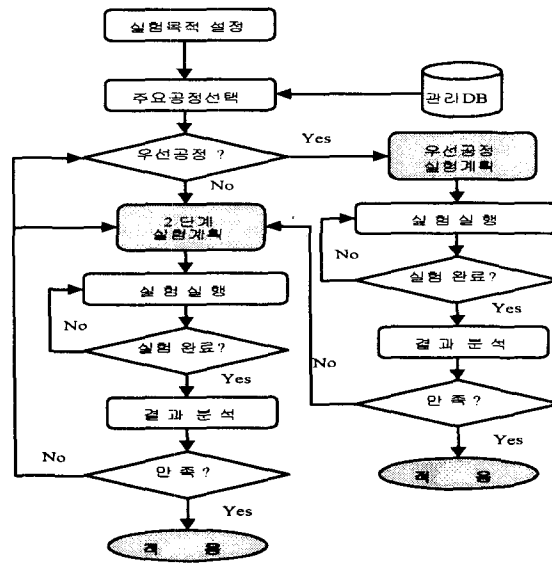 실험목적 설정
주요공정선택
관리DB
우선공정 ?
Yes
우선공정
실험계획
No
2 단계
실험계획
실 험 실 행
No
실험 완료?
Yes
결 과 분 석
No
만 족 ?
Yes
적 용
실 험 실 행
No
실험 완료?
Yes
결 과 분 석
No
만 족 ?
Yes
적 용